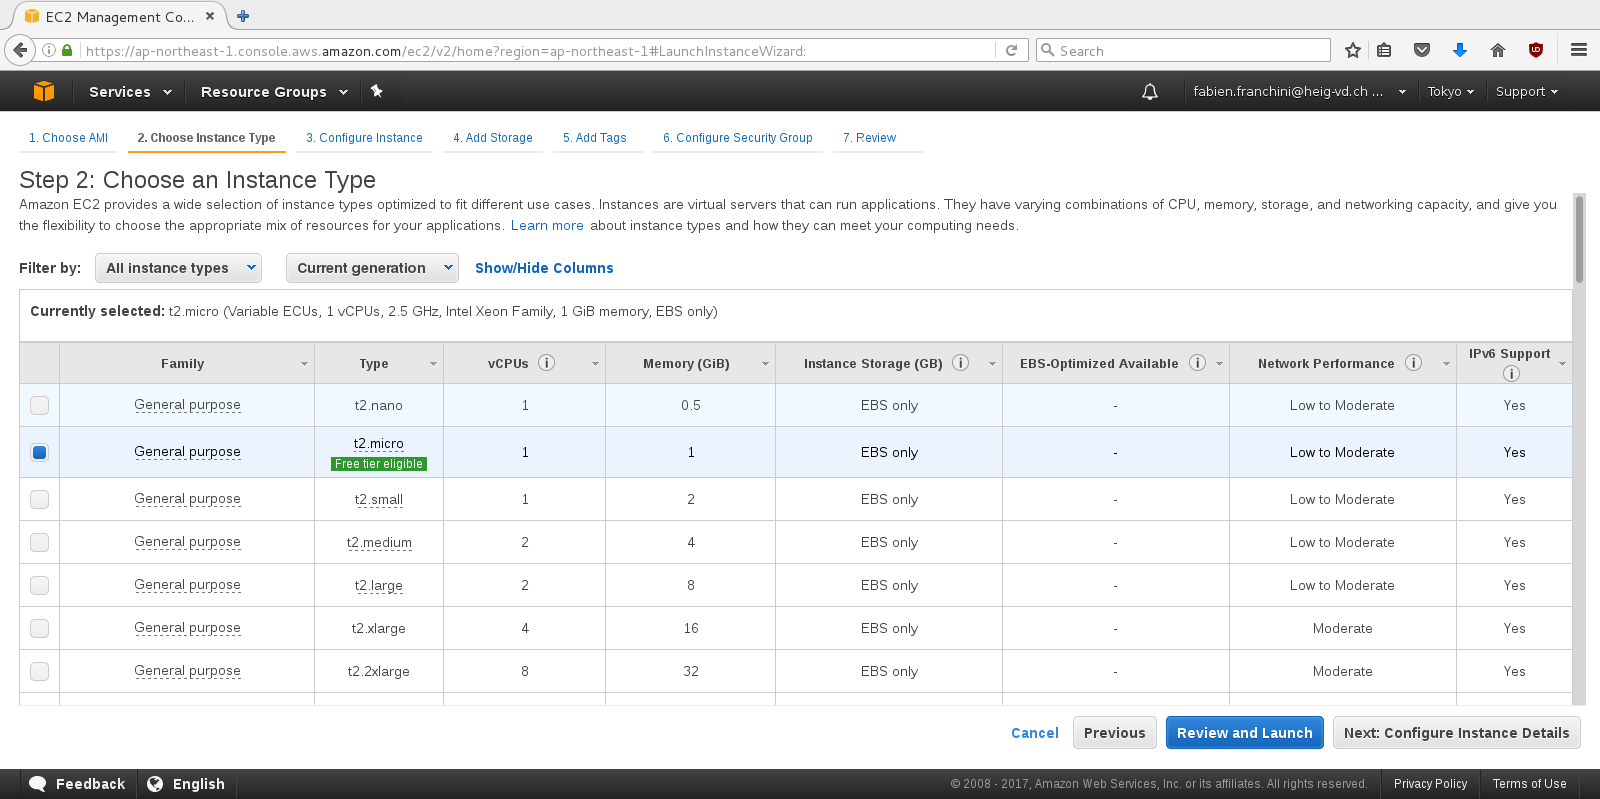 EC2 Management Co...
https://ap-northeast-1.console.aws.amazon.com/ec2/v2/home?region=ap-northeast-1#LaunchInstanceWizard:
Search
Services
Resource Groups
fabien.franchini@heig-vd.ch ...
Tokyo
Support
1. Choose AMI
2. Choose Instance Type
3. Configure Instance
4. Add Storage
5. Add Tags
6. Configure Security Group
7. Review
Step 2: Choose an Instance Type
Amazon EC2 provides a wide selection of instance types optimized to fit different use cases. Instances are virtual servers that can run applications. They have varying combinations of CPU, memory, storage, and networking capacity, and give you
the flexibility to choose the appropriate mix of resources for your applications. Learn more about instance types and how they can meet your computing needs.
Filter by: All instance types Current generation Show/Hide Columns
Currently selected: t2.micro (Variable ECUs, 1 vCPUs, 2.5 GHz, Intel Xeon Family, 1 GiB memory, EBS only)
Family Type vCPUs Memory (GiB) Instance Storage (GB) EBS-Optimized Available Network Performance IPv6 Support
General purpose t2.nano 1 0.5 EBS only - Low to Moderate Yes
General purpose t2.micro 1 1 EBS only - Low to Moderate Yes
Free tier eligible
General purpose t2.small 1 2 EBS only - Low to Moderate Yes
General purpose t2.medium 2 4 EBS only - Low to Moderate Yes
General purpose t2.large 2 8 EBS only - Low to Moderate Yes
General purpose t2.xlarge 4 16 EBS only - Moderate Yes
General purpose t2.2xlarge 8 32 EBS only - Moderate Yes
Cancel Previous Review and Launch Next: Configure Instance Details
Feedback English © 2008 - 2017, Amazon Web Services, Inc. or its affiliates. All rights reserved. Privacy Policy Terms of Use